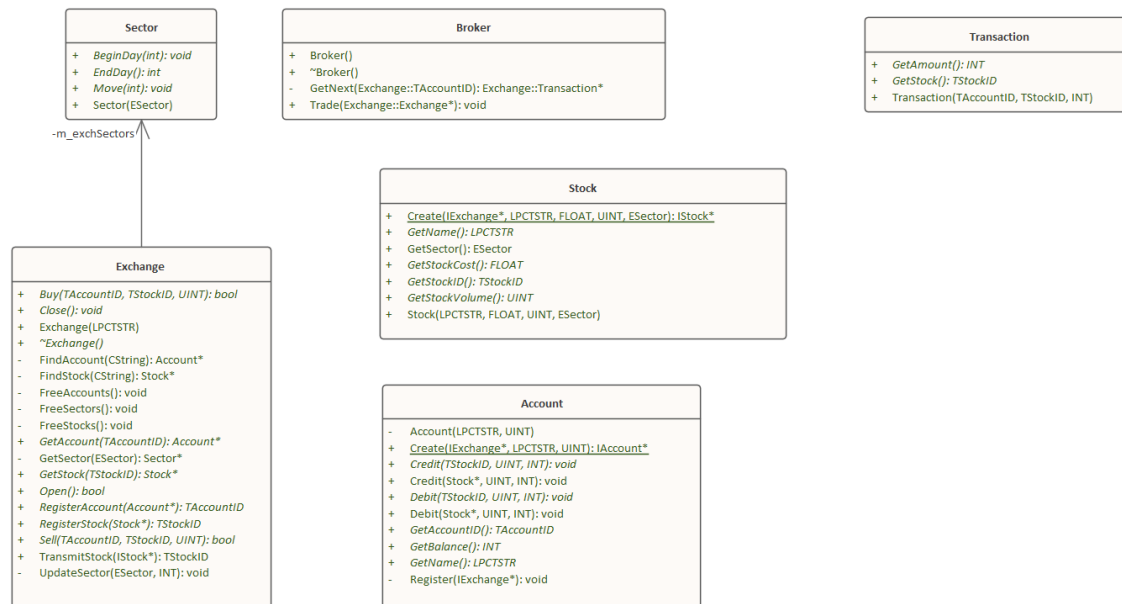 Sector
+ BeginDay(int): void
+ EndDay(): int
+ Move(int): void
+ Sector(ESector)
Broker
+ Broker()
+ ~Broker()
- GetNext(Exchange::TAccountID): Exchange::Transaction*
+ Trade(Exchange::Exchange*): void
Transaction
+ GetAmount(): INT
+ GetStock(): TStockID
+ Transaction(TAccountID, TStockID, INT)
-m_exchSectors
Stock
+ Create(IExchange*, LPCTSTR, FLOAT, UINT, ESector): IStock*
+ GetName(): LPCTSTR
+ GetSector(): ESector
+ GetStockCost(): FLOAT
+ GetStockID(): TStockID
+ GetStockVolume(): UINT
+ Stock(LPCTSTR, FLOAT, UINT, ESector)
Exchange
+ Buy(TAccountID, TStockID, UINT): bool
+ Close(): void
+ Exchange(LPCTSTR)
+ ~Exchange()
- FindAccount(CString): Account*
- FindStock(CString): Stock*
- FreeAccounts(): void
- FreeSectors(): void
- FreeStocks(): void
+ GetAccount(TAccountID): Account*
- GetSector(ESector): Sector*
+ GetStock(TStockID): Stock*
+ Open(): bool
+ RegisterAccount(Account*): TAccountID
+ RegisterStock(Stock*): TStockID
+ Sell(TAccountID, TStockID, UINT): bool
+ TransmitStock(IStock*): TStockID
- UpdateSector(ESector, INT): void
Account
- Account(LPCTSTR, UINT)
+ Create(IExchange*, LPCTSTR, UINT): IAccount*
+ Credit(TStockID, UINT, INT): void
+ Credit(Stock*, UINT, INT): void
+ Debit(TStockID, UINT, INT): void
+ Debit(Stock*, UINT, INT): void
+ GetAccountID(): TAccountID
+ GetBalance(): INT
+ GetName(): LPCTSTR
- Register(IExchange*): void